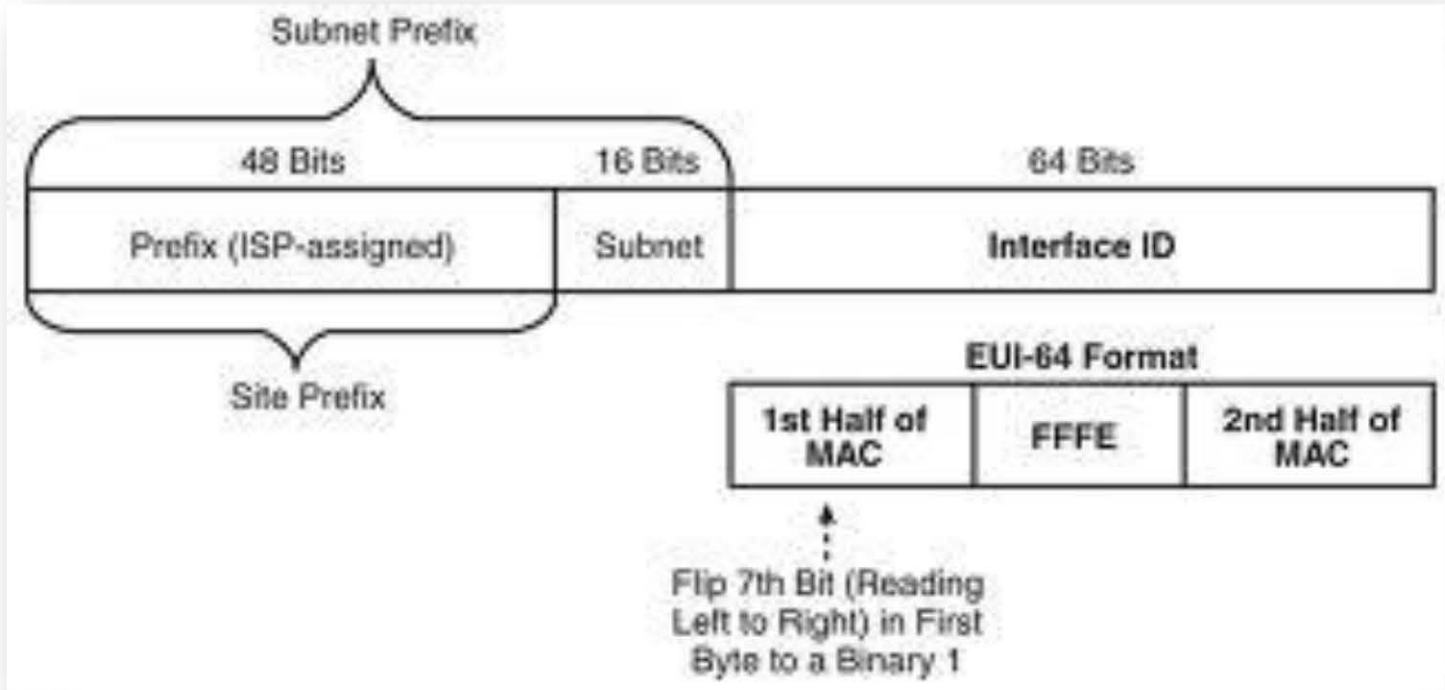 Subnet Prefix
48 Bits
16 Bits
64 Bits
Prefix (ISP-assigned)
Subnet
Interface ID
Site Prefix
EUI-64 Format
1st Half of
MAC
FFFE
2nd Half of
MAC
Flip 7th Bit (Reading
Left to Right) in First
Byte to a Binary 1